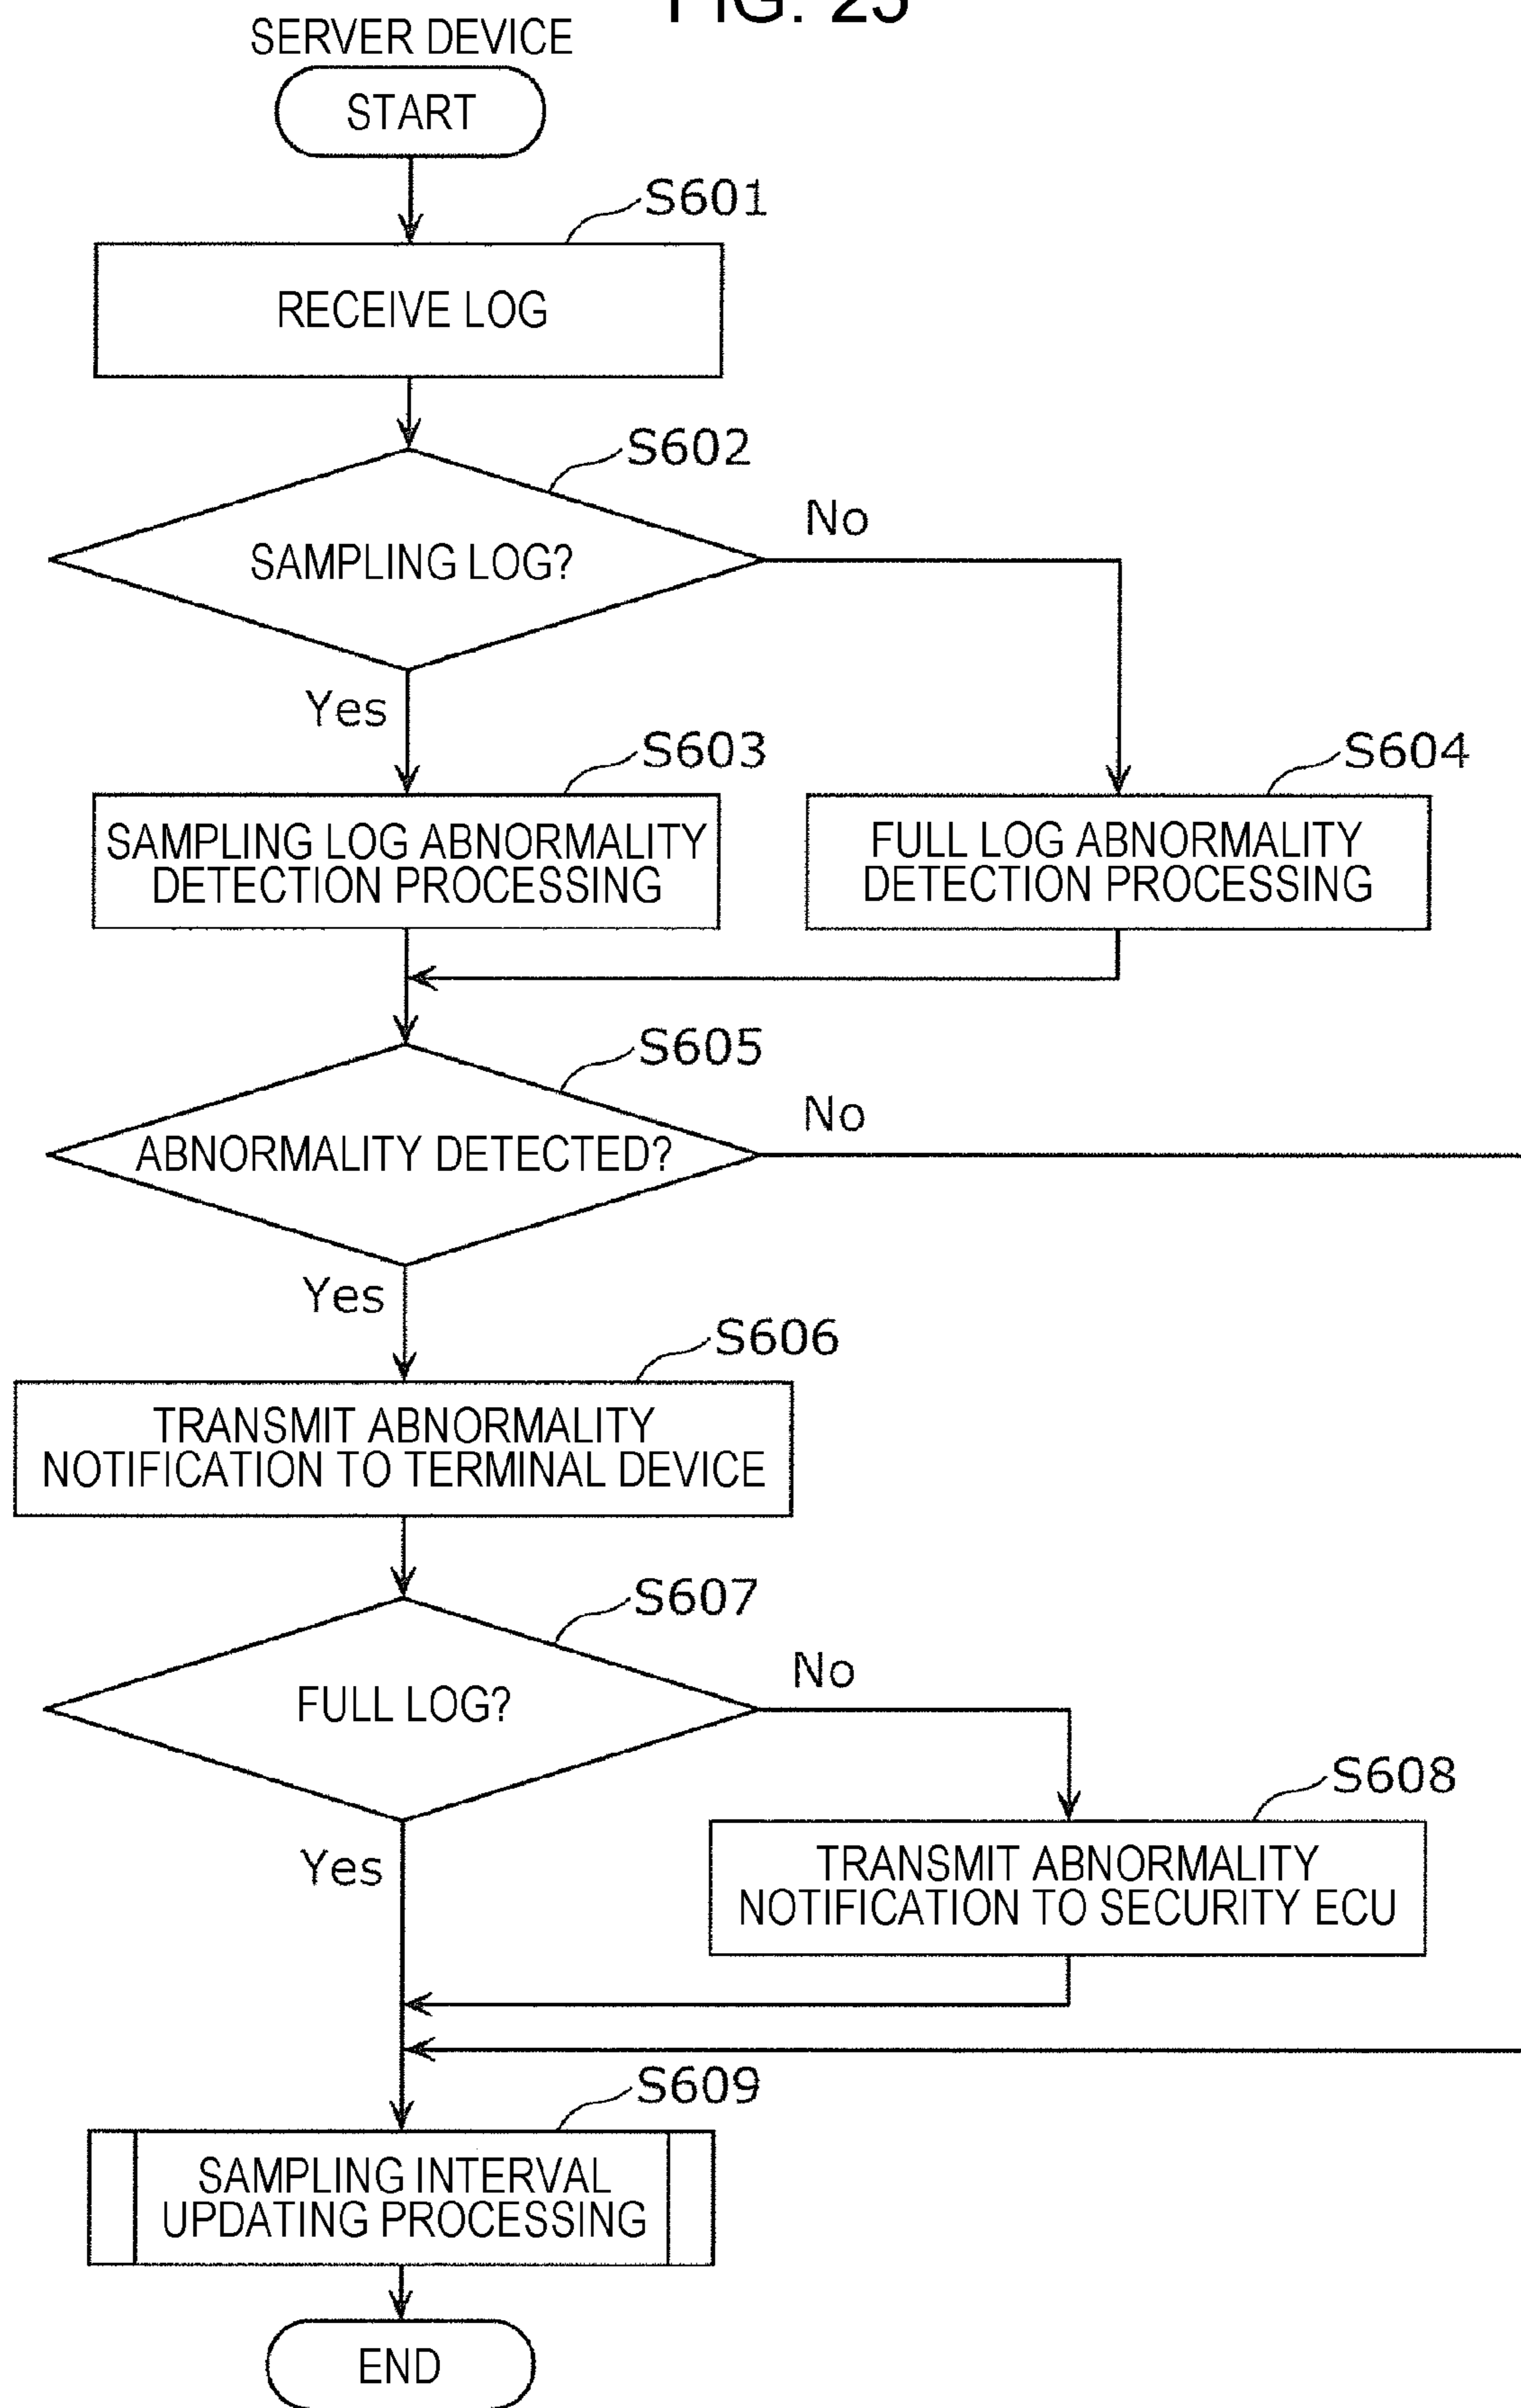 FIG. 25
SERVER DEVICE
START
S601
RECEIVE LOG
S602
SAMPLING LOG?
No
Yes
S603
SAMPLING LOG ABNORMALITY
DETECTION PROCESSING
S604
FULL LOG ABNORMALITY
DETECTION PROCESSING
S605
ABNORMALITY DETECTED?
No
Yes
S606
TRANSMIT ABNORMALITY
NOTIFICATION TO TERMINAL DEVICE
S607
FULL LOG?
No
Yes
S608
TRANSMIT ABNORMALITY
NOTIFICATION TO SECURITY ECU
S609
SAMPLING INTERVAL
UPDATING PROCESSING
END